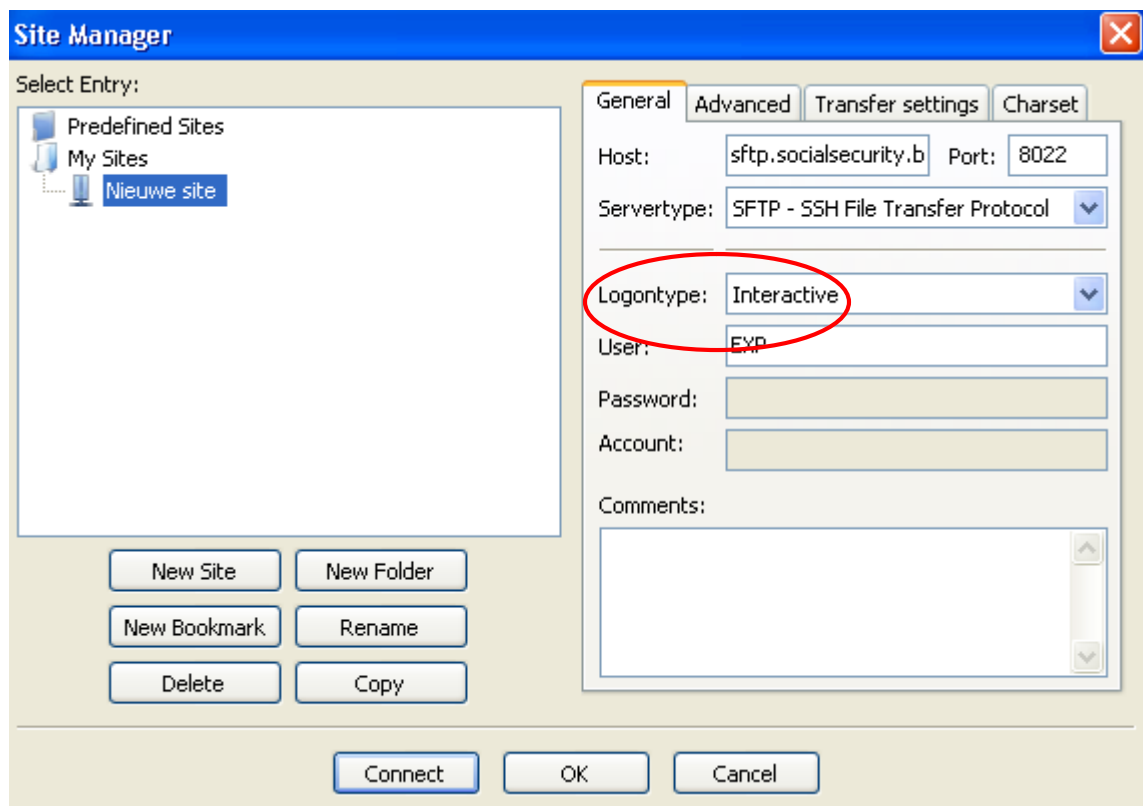 Site Manager
Select Entry:
Predefined Sites
My Sites
Nieuwe site
New Site
New Folder
New Bookmark
Rename
Delete
Copy
General
Advanced
Transfer settings
Charset
Host:
sftp.socialsecurity.b
Port:
8022
Servertype:
SFTP - SSH File Transfer Protocol
Logontype:
Interactive
User:
EXP
Password:
Account:
Comments:
Connect
OK
Cancel